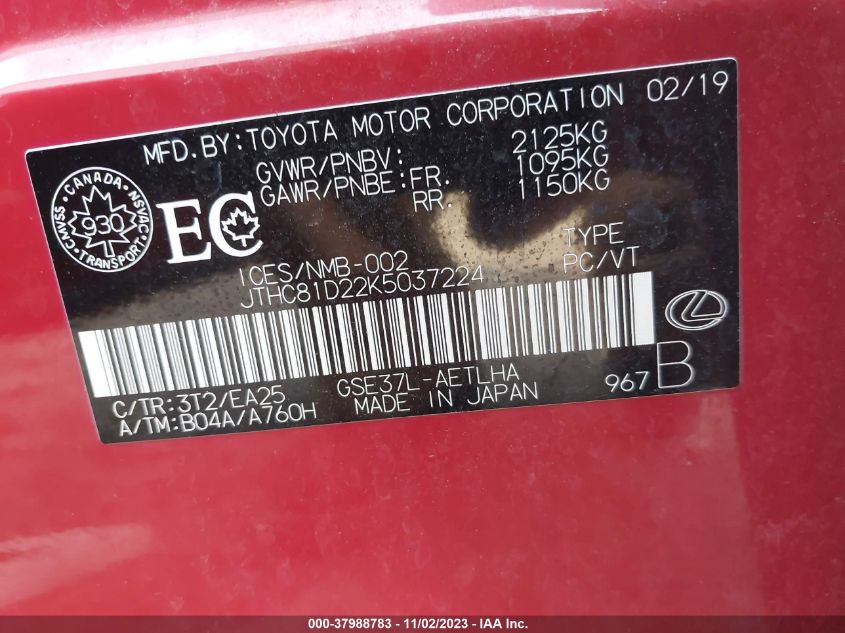 MFD.BY:TOYOTA MOTOR CORPORATION 02/19
GVWR/PNBV: 2125KG
GAWR/PNBE:FR. 1095KG
RR. 1150KG
CANADA
CMVSS 930 NSVAC
TRANSPORT
EC
ICES/NMB-002 TYPE
JTHC81D22K5037224 PC/VT
C/TR:3T2/EA25 GSE37L-AETLHA
A/TM:B04A/A760H MADE IN JAPAN 967 B
000-37988783 - 11/02/2023 - IAA Inc.